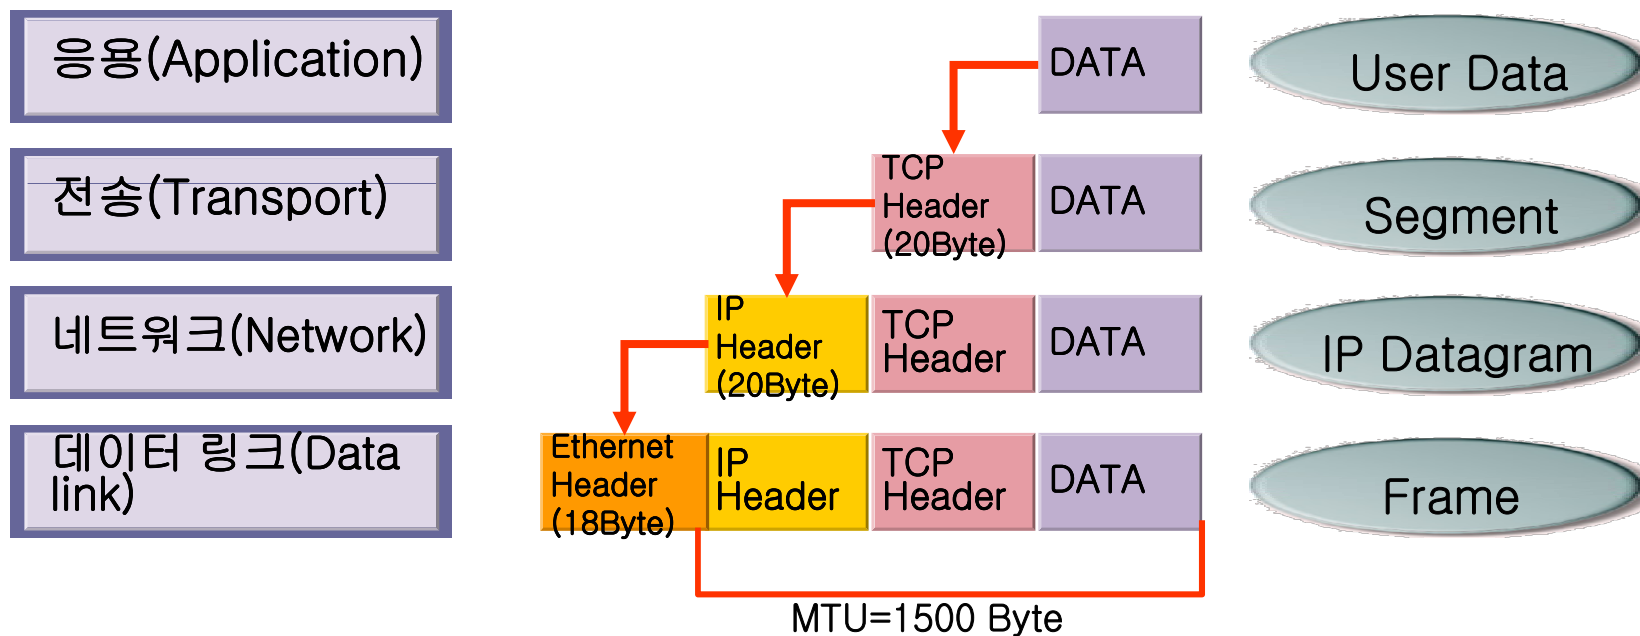 응용(Application)
DATA
User Data
전송(Transport)
TCP
Header
(20Byte)
DATA
Segment
네트워크(Network)
IP
Header
(20Byte)
TCP
Header
DATA
IP Datagram
데이터 링크(Data
link)
Ethernet
Header
(18Byte)
IP
Header
TCP
Header
DATA
Frame
MTU=1500 Byte